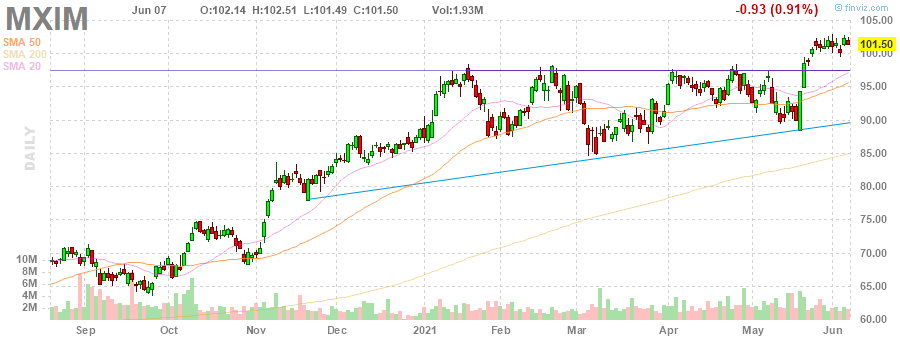 © finviz.com
MXIM Jun 07 O:102.14 H:102.51 L:101.49 C:101.50 Vol:1.93M -0.93 (0.91%)
SMA 50
SMA 200
SMA 20
DAILY
105.00
101.50
100.00
95.00
90.00
85.00
80.00
75.00
70.00
65.00
60.00
10M
8M
6M
4M
2M
Sep Oct Nov Dec 2021 Feb Mar Apr May Jun